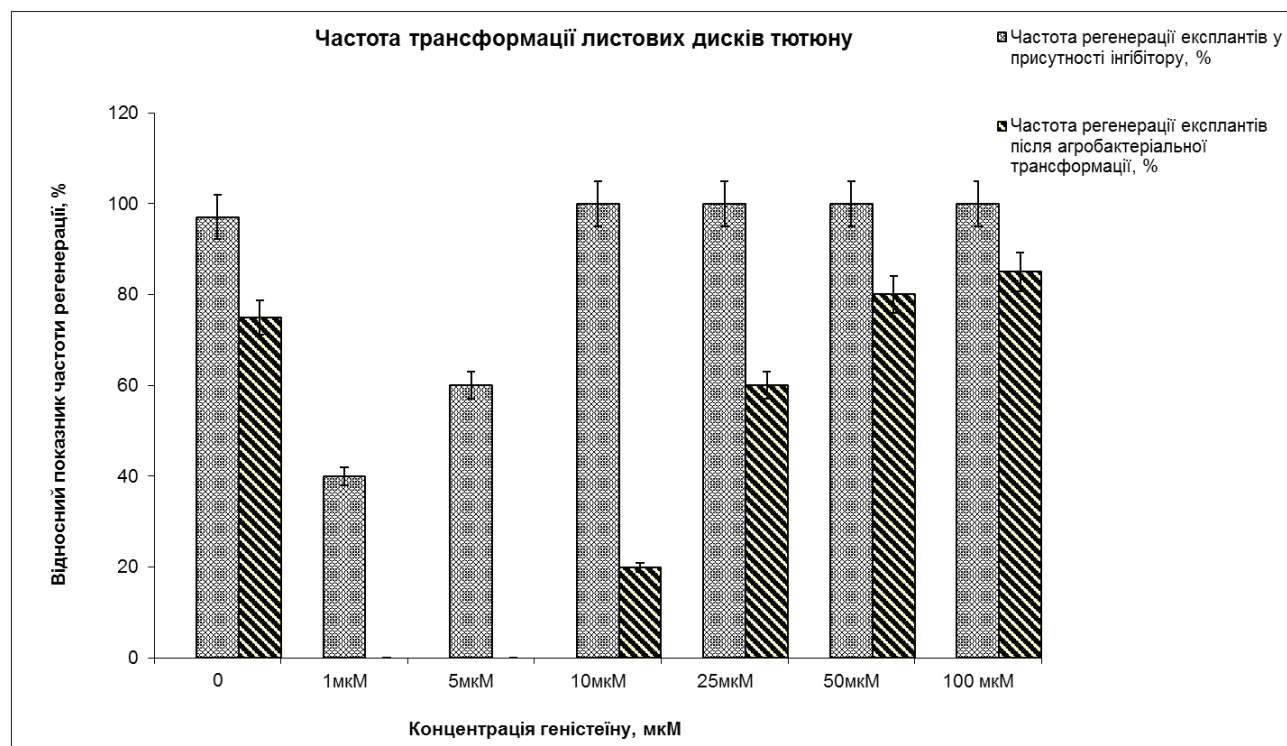 Частота трансформації листових дисків тютюну
Частота регенерації експлантів у
присутності інгібітору, %
Частота регенерації експлантів
після агробактеріальної
трансформації, %
Відносний показник частоти регенерації, %
120
100
80
60
40
20
0
0 1мкМ 5мкМ 10мкМ 25мкМ 50мкМ 100 мкМ
Концентрація геністеїну, мкМ